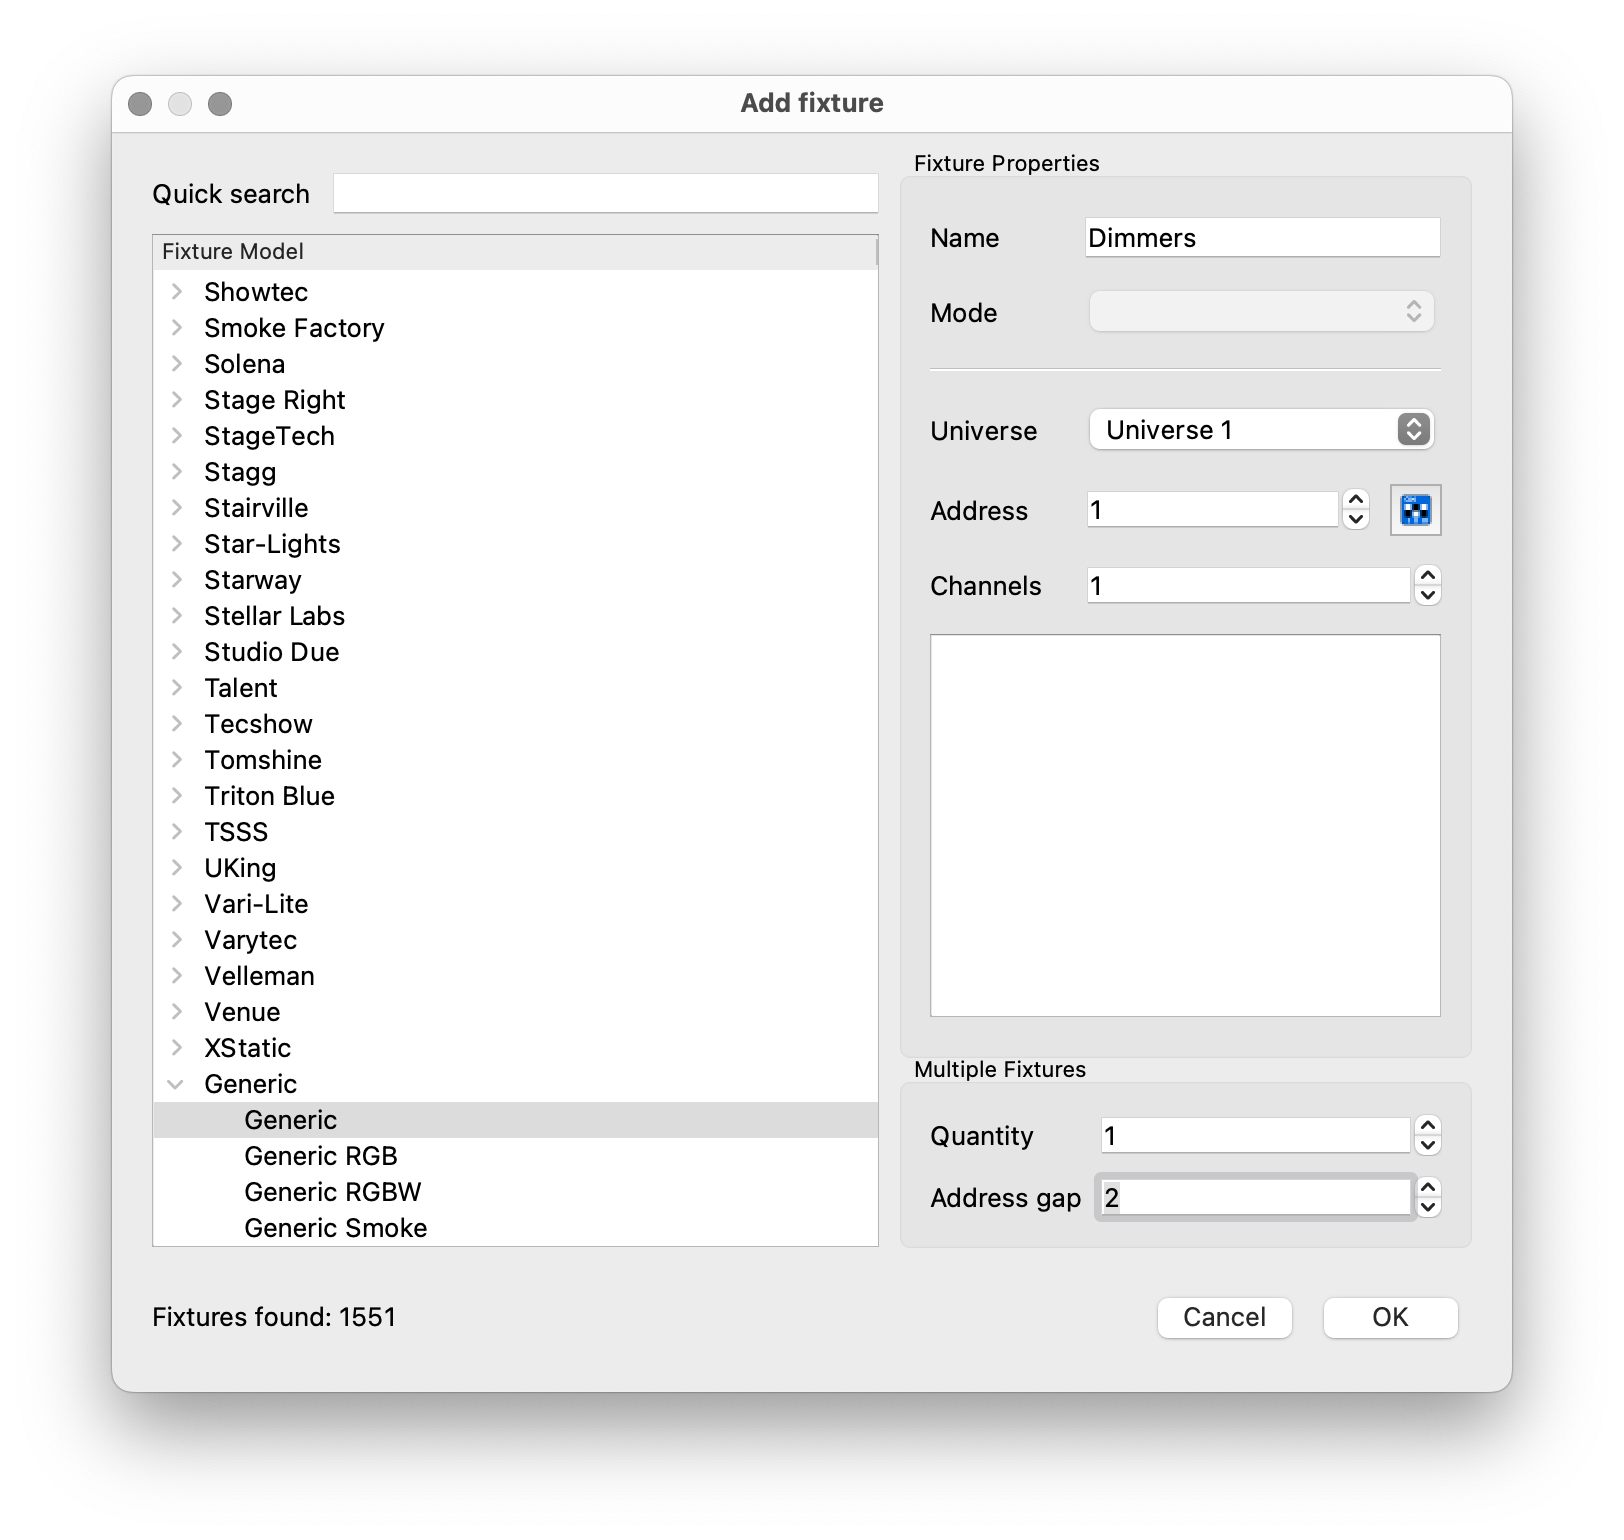 Add fixture
Quick search
Fixture Model
Showtec
Smoke Factory
Solena
Stage Right
StageTech
Stagg
Stairville
Star-Lights
Starway
Stellar Labs
Studio Due
Talent
Tecshow
Tomshine
Triton Blue
TSSS
UKing
Vari-Lite
Varytec
Velleman
Venue
XStatic
Generic
Generic
Generic RGB
Generic RGBW
Generic Smoke
Fixtures found: 1551
Fixture Properties
Name Dimmers
Mode
Universe Universe 1
Address 1
Channels 1
Multiple Fixtures
Quantity 1
Address gap 2
Cancel OK